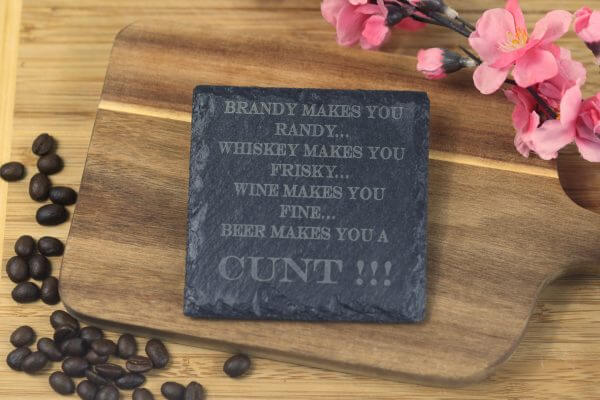 BRANDY MAKES YOU
RANDY...
WHISKEY MAKES YOU
FRISKY...
WINE MAKES YOU
FINE...
BEER MAKES YOU A
CUNT !!!